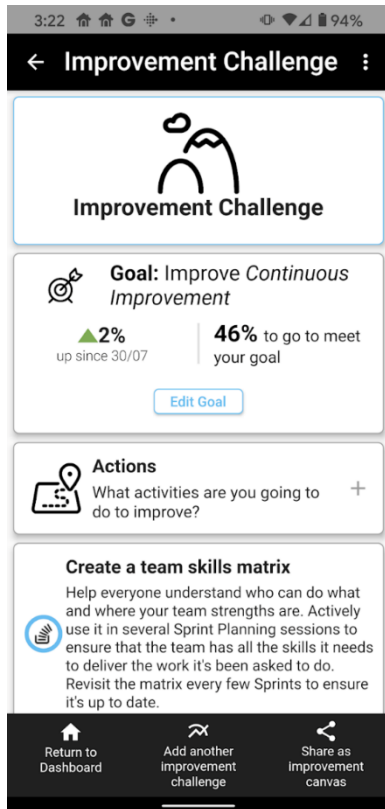 3:22
G
94%
Improvement Challenge
Improvement Challenge
Goal: Improve Continuous
Improvement
2%
up since 30/07
46% to go to meet
your goal
Edit Goal
Actions
What activities are you going to
do to improve?
Create a team skills matrix
Help everyone understand who can do what
and where your team strengths are. Actively
use it in several Sprint Planning sessions to
ensure that the team has all the skills it needs
to deliver the work it's been asked to do.
Revisit the matrix every few Sprints to ensure
it's up to date.
Return to
Dashboard
Add another
improvement
challenge
Share as
improvement
canvas